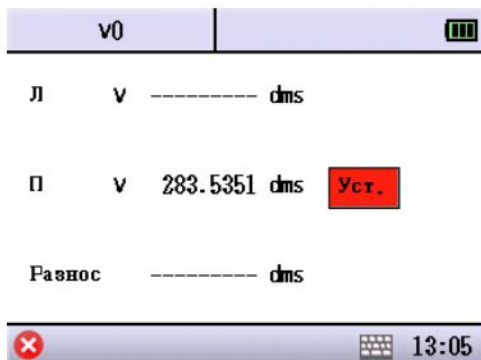 v0
Л v --------- dms
П v 283.5351 dms Уст.
Разнос --------- dms
13:05